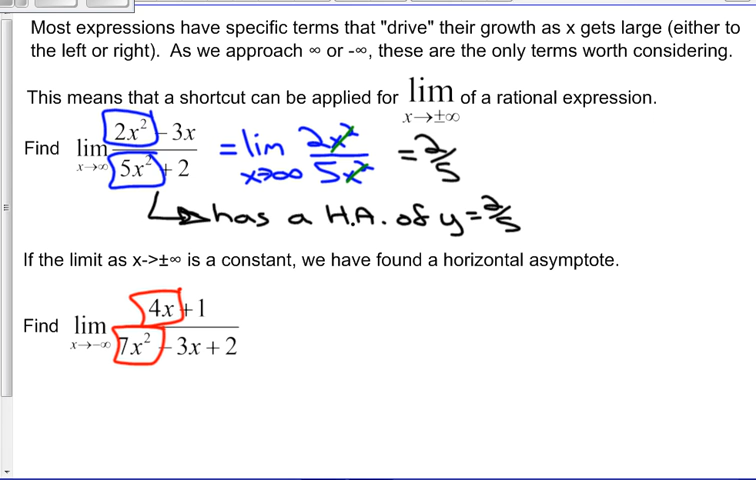 Most expressions have specific terms that "drive" their growth as x gets large (either to
the left or right). As we approach ∞ or -∞, these are the only terms worth considering.
This means that a shortcut can be applied for lim x→±∞ of a rational expression.
Find lim x→∞ (2x² - 3x)/(5x² + 2) = lim x→∞ 2x²/5x² = 2/5
↳ has a H.A. of y = 2/5
If the limit as x->±∞ is a constant, we have found a horizontal asymptote.
Find lim x→-∞ (4x + 1)/(7x² - 3x + 2)